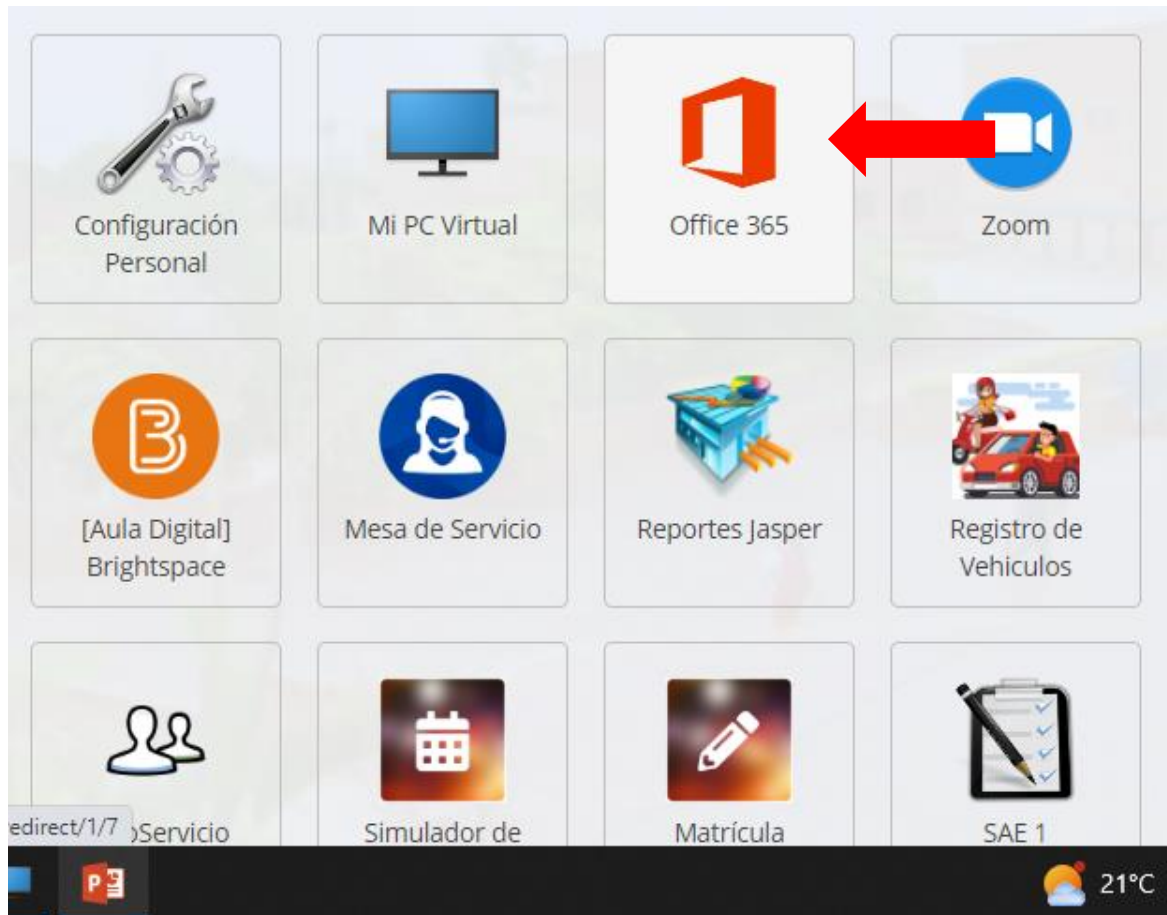 Configuración
Personal
Mi PC Virtual
Office 365
Zoom
[Aula Digital]
Brightspace
Mesa de Servicio
Reportes Jasper
Registro de
Vehiculos
edirect/1/7
oServicio
Simulador de
Matrícula
SAE 1
21°C